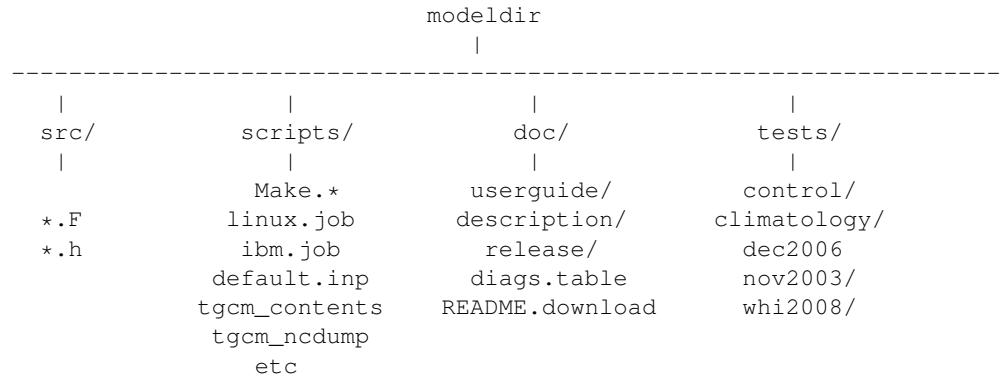 modeldir
|
---------------------------------------------------------------------
| | | |
src/ scripts/ doc/ tests/
| | | |
Make.* userguide/ control/
*.F linux.job description/ climatology/
*.h ibm.job release/ dec2006
default.inp diags.table nov2003/
tgcm_contents README.download whi2008/
tgcm_ncdump
etc